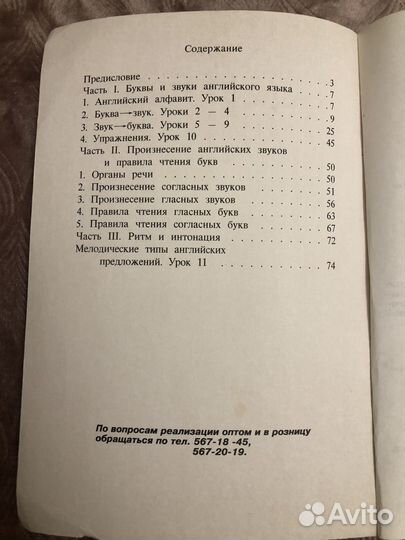 Содержание
Предисловие . . . . . . . . . . . . . . . . 3
Часть I. Буквы и звуки английского языка . . . 7
1. Английский алфавит. Урок 1 . . . . . . . . 7
2. Буква→звук. Уроки 2 — 4 . . . . . . . . . 9
3. Звук→буква. Уроки 5 — 9 . . . . . . . . . 25
4. Упражнения. Урок 10 . . . . . . . . . . . 45
Часть II. Произнесение английских звуков
и правила чтения букв . . . . . . . . . 50
1. Органы речи . . . . . . . . . . . . . . . 50
2. Произнесение согласных звуков . . . . . . 51
3. Произнесение гласных звуков . . . . . . . 56
4. Правила чтения гласных букв . . . . . . . 63
5. Правила чтения согласных букв . . . . . . 67
Часть III. Ритм и интонация . . . . . . . . . 72
Мелодические типы английских
предложений. Урок 11 . . . . . . . . . 74
По вопросам реализации оптом и в розницу
обращаться по тел. 567-18 -45,
567-20-19.
Avito